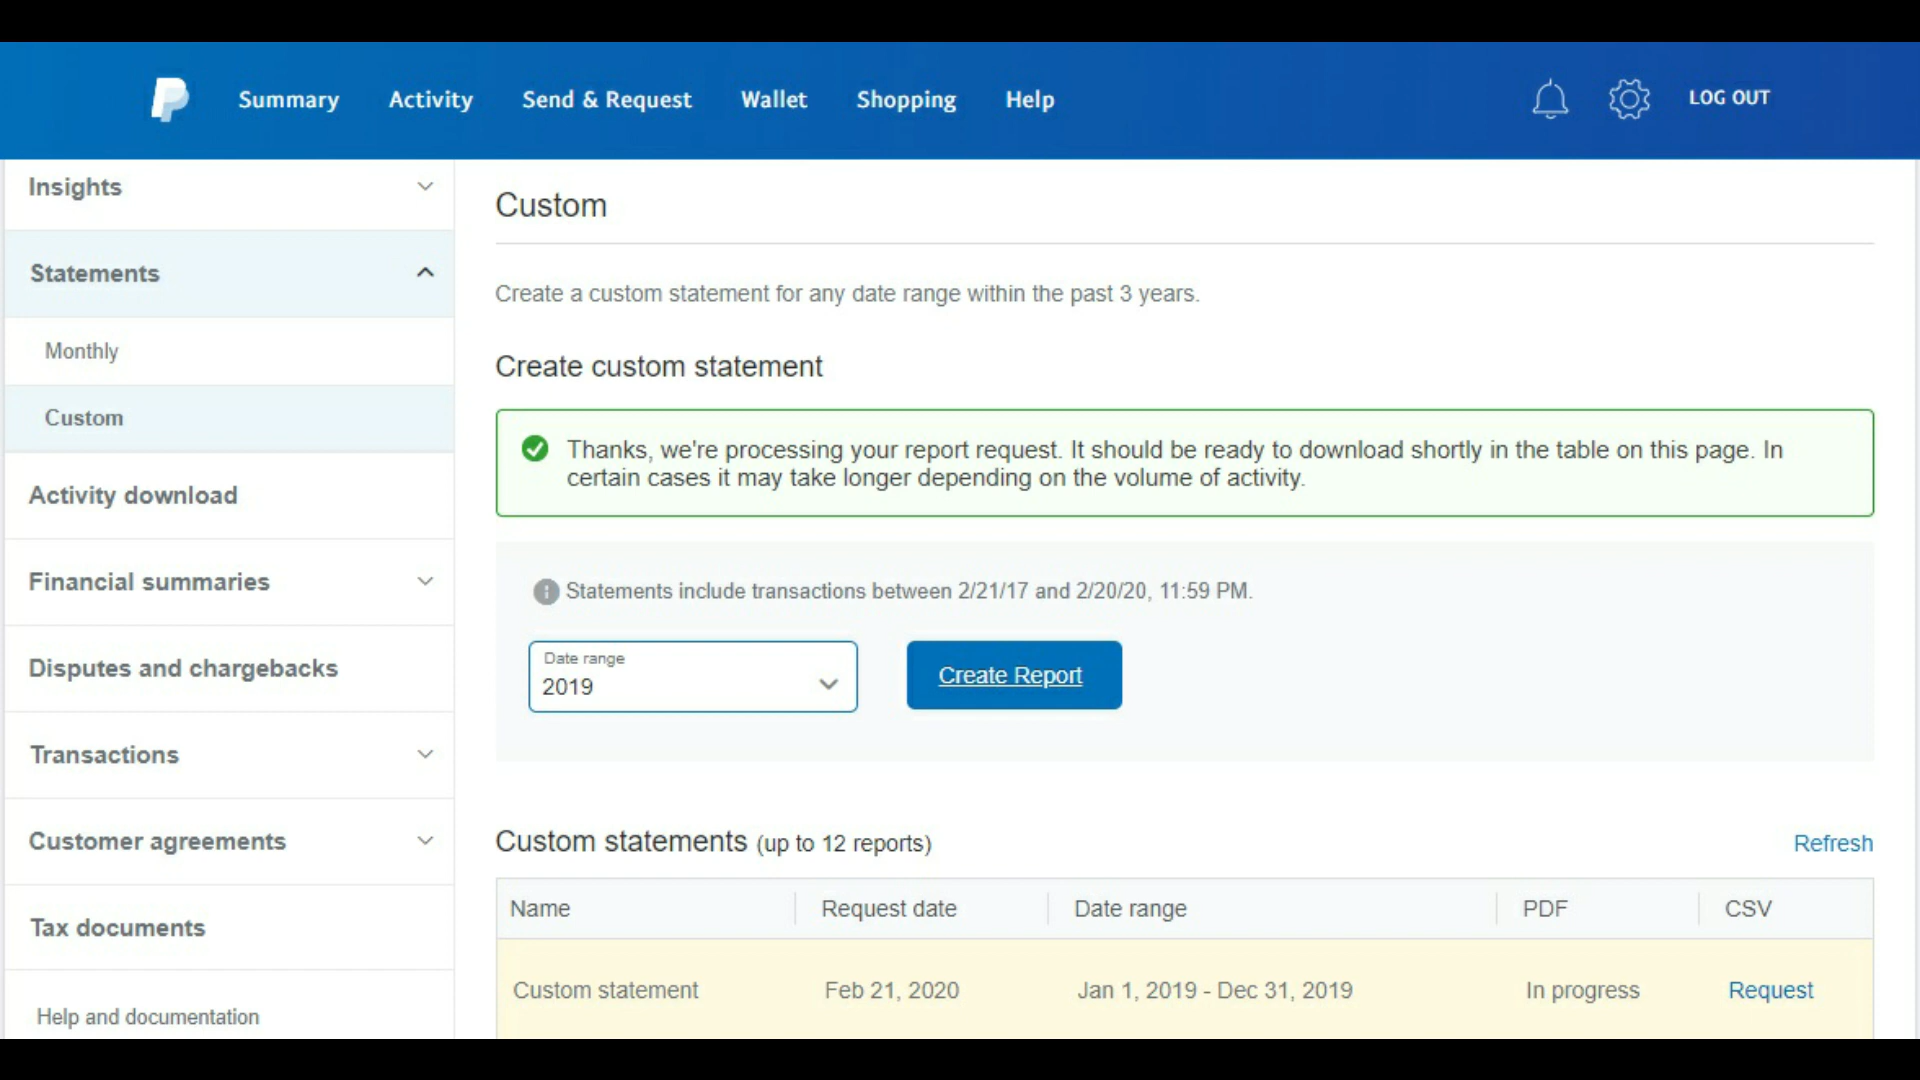 Summary Activity Send & Request Wallet Shopping Help LOG OUT
Insights
Statements
Monthly
Custom
Activity download
Financial summaries
Disputes and chargebacks
Transactions
Customer agreements
Tax documents
Help and documentation
Custom
Create a custom statement for any date range within the past 3 years.
Create custom statement
Thanks, we're processing your report request. It should be ready to download shortly in the table on this page. In
certain cases it may take longer depending on the volume of activity.
Statements include transactions between 2/21/17 and 2/20/20, 11:59 PM.
Date range
2019
Create Report
Custom statements (up to 12 reports) Refresh
Name Request date Date range PDF CSV
Custom statement Feb 21, 2020 Jan 1, 2019 - Dec 31, 2019 In progress Request